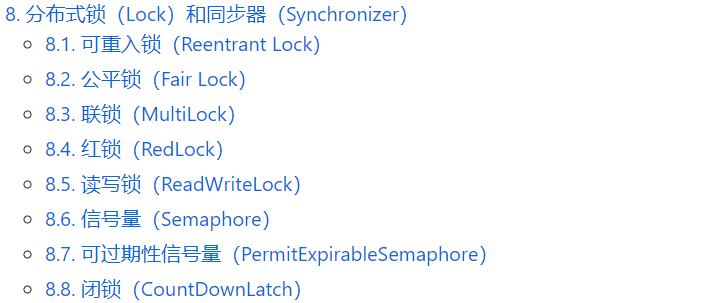 8. 分布式锁（Lock）和同步器（Synchronizer）
8.1. 可重入锁（Reentrant Lock）
8.2. 公平锁（Fair Lock）
8.3. 联锁（MultiLock）
8.4. 红锁（RedLock）
8.5. 读写锁（ReadWriteLock）
8.6. 信号量（Semaphore）
8.7. 可过期性信号量（PermitExpirableSemaphore）
8.8. 闭锁（CountDownLatch）